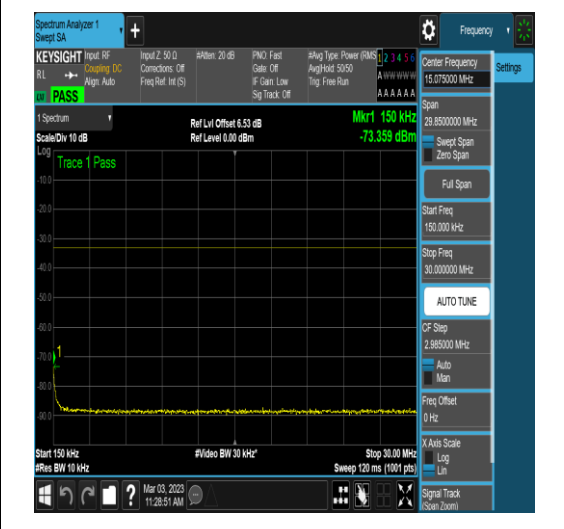 Spectrum Analyzer 1
Swept SA
+
Frequency
KEYSIGHT
RL
PASS
Input: RF
Coupling: DC
Align: Auto
Input Z: 50 Ω
Corrections: Off
Freq Ref: Int (S)
#Atten: 20 dB
PNO: Fast
Gate: Off
IF Gain: Low
Sig Track: Off
#Avg Type: Power (RMS
Avg|Hold: 50/50
Trig: Free Run
1 2 3 4 5 6
A W W W W W
A A A A A A
1 Spectrum
Scale/Div 10 dB
Ref Lvl Offset 6.53 dB
Ref Level 0.00 dBm
Mkr1 150 kHz
-73.359 dBm
Log
Trace 1 Pass
-10.0
-20.0
-30.0
-40.0
-50.0
-60.0
-70.0
-80.0
-90.0
1
Start 150 kHz
#Res BW 10 kHz
#Video BW 30 kHz*
Stop 30.00 MHz
Sweep 120 ms (1001 pts)
Mar 03, 2023
11:28:51 AM
?
Settings
Center Frequency
15.075000 MHz
Span
29.8500000 MHz
Swept Span
Zero Span
Full Span
Start Freq
150.000 kHz
Stop Freq
30.000000 MHz
AUTO TUNE
CF Step
2.985000 MHz
Auto
Man
Freq Offset
0 Hz
X Axis Scale
Log
Lin
Signal Track
(Span Zoom)